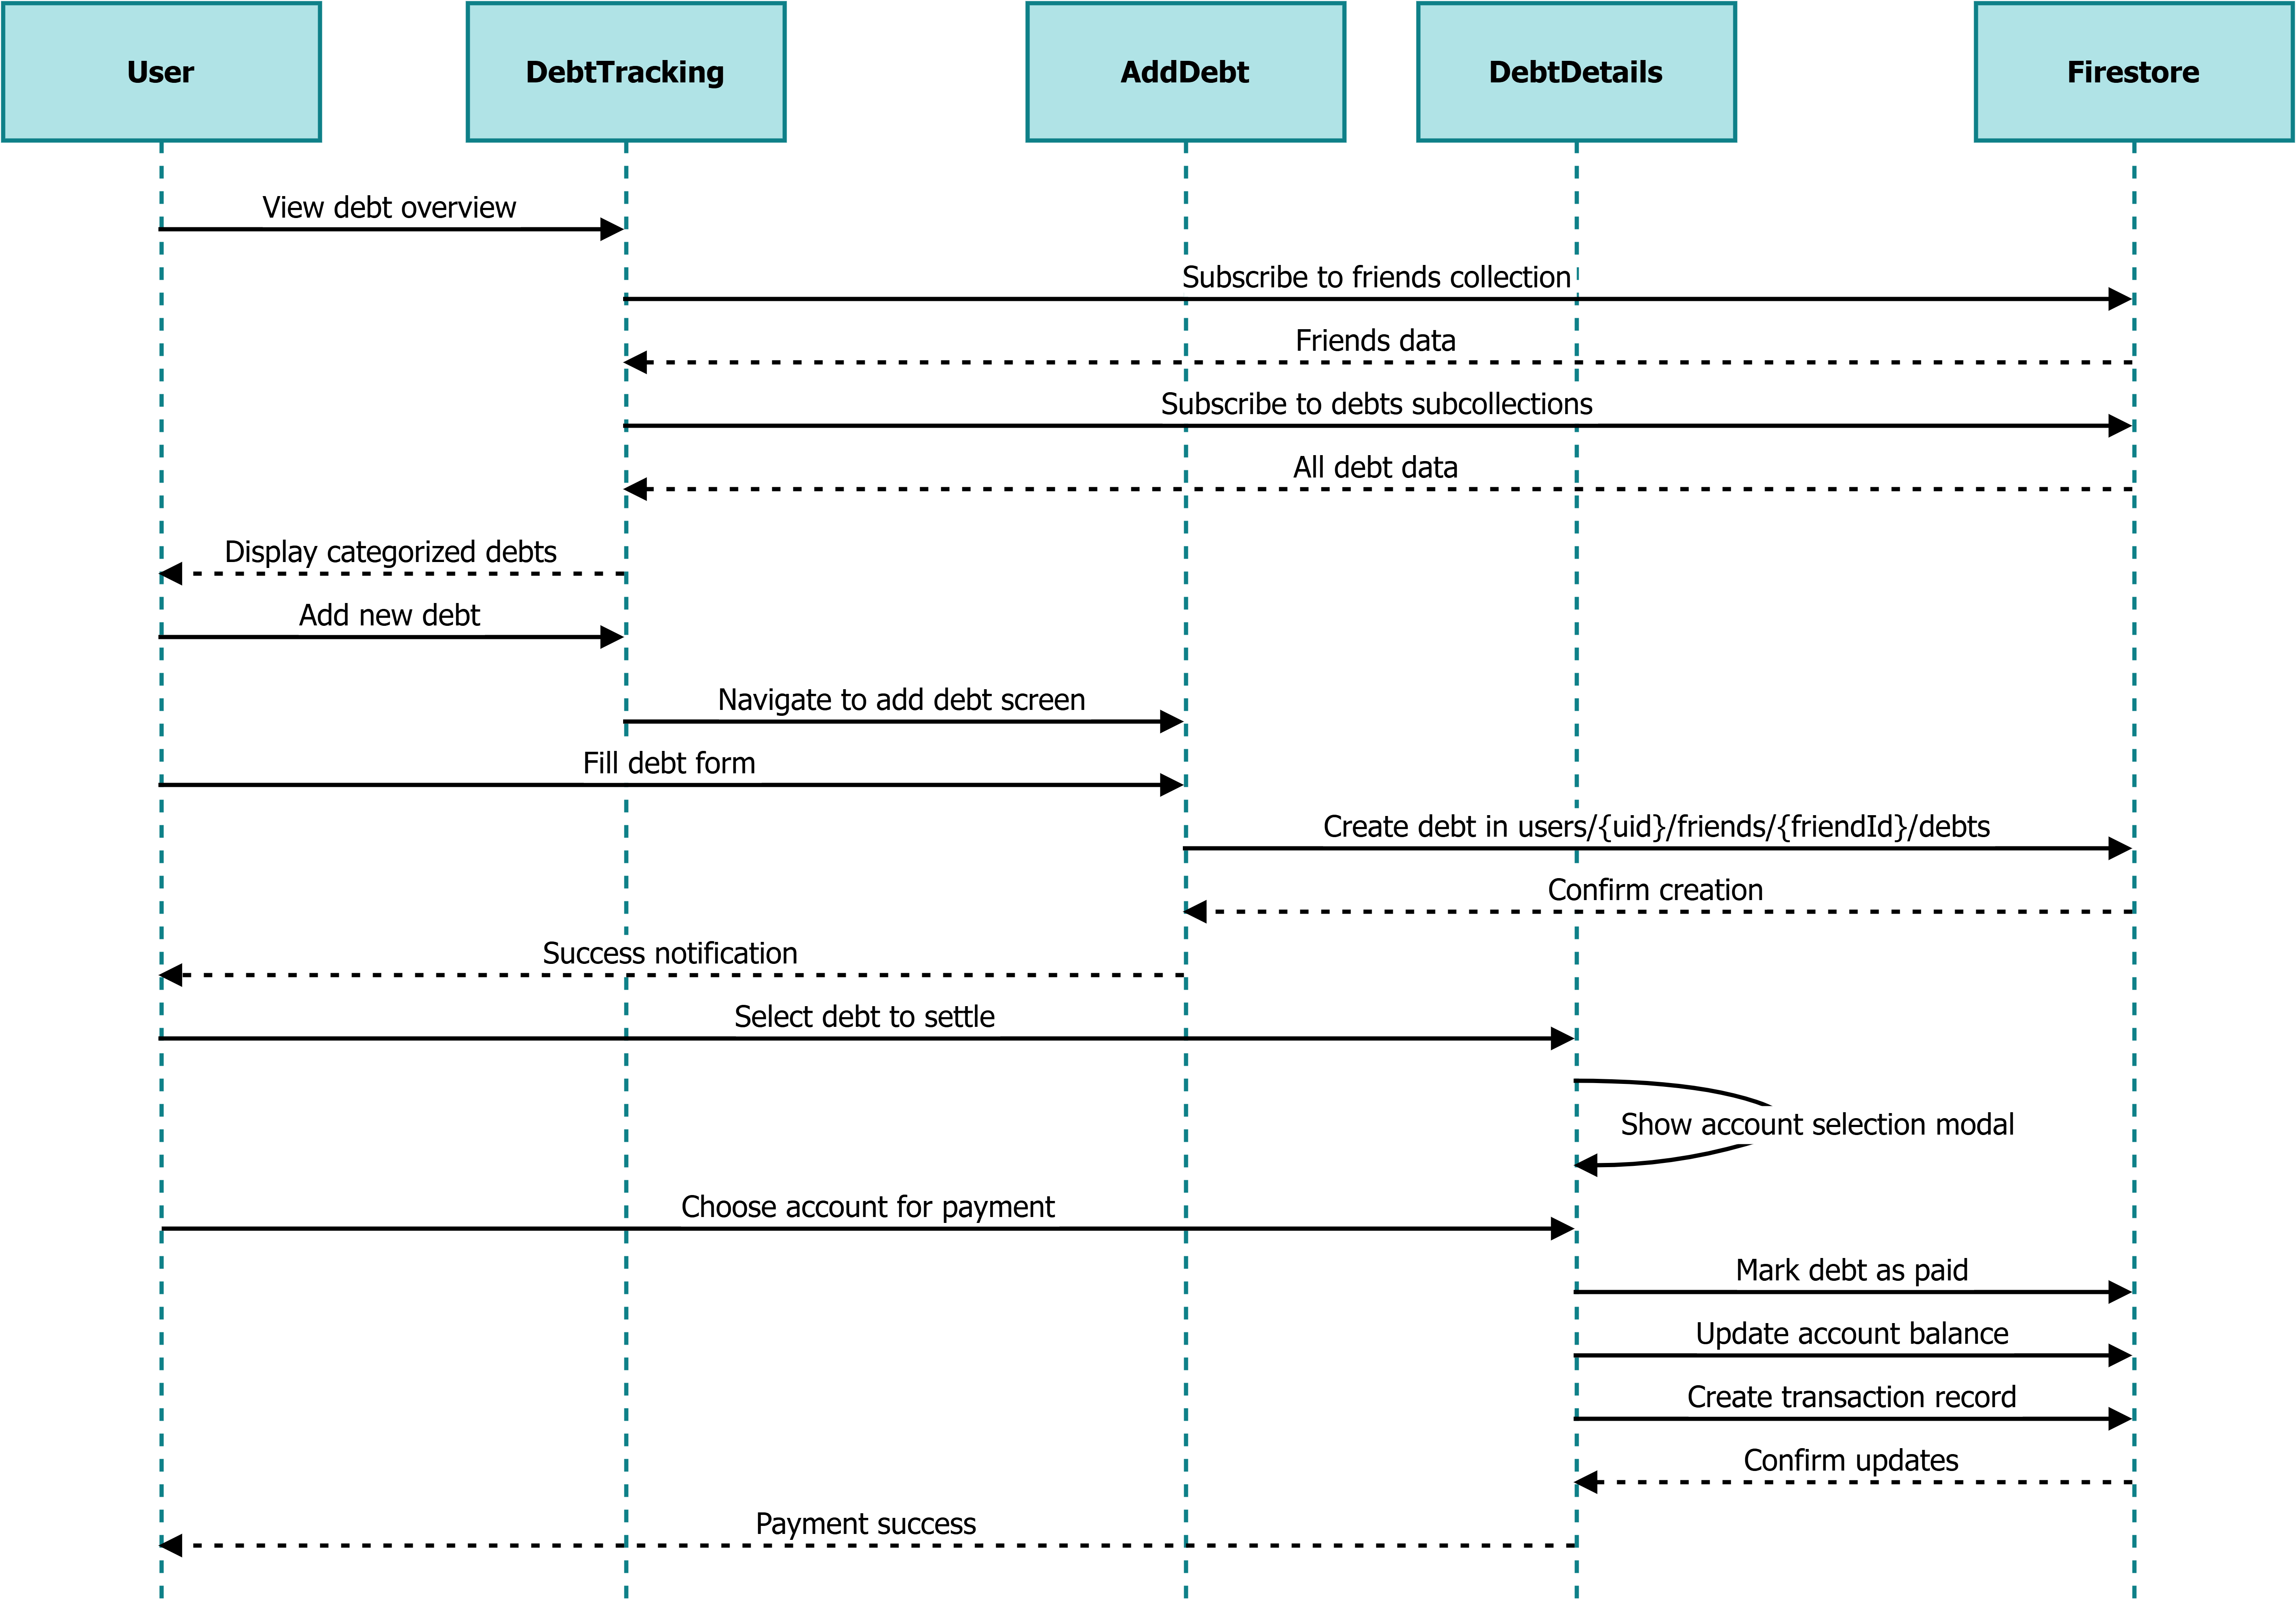 User
DebtTracking
AddDebt
DebtDetails
Firestore
View debt overview
Subscribe to friends collection
Friends data
Subscribe to debts subcollections
All debt data
Display categorized debts
Add new debt
Navigate to add debt screen
Fill debt form
Create debt in users/{uid}/friends/{friendId}/debts
Confirm creation
Success notification
Select debt to settle
Show account selection modal
Choose account for payment
Mark debt as paid
Update account balance
Create transaction record
Confirm updates
Payment success